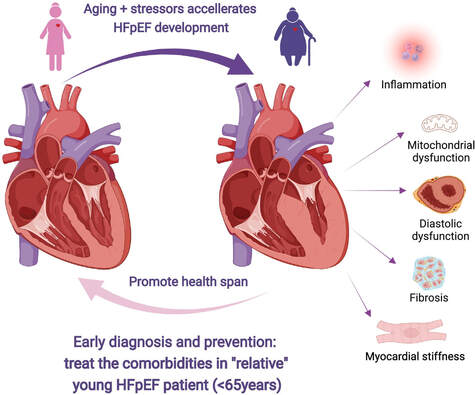 Aging + stressors accellerates
HFpEF development
Inflammation
Mitochondrial
dysfunction
Diastolic
dysfunction
Fibrosis
Myocardial stiffness
Promote health span
Early diagnosis and prevention:
treat the comorbidities in "relative"
young HFpEF patient (<65years)